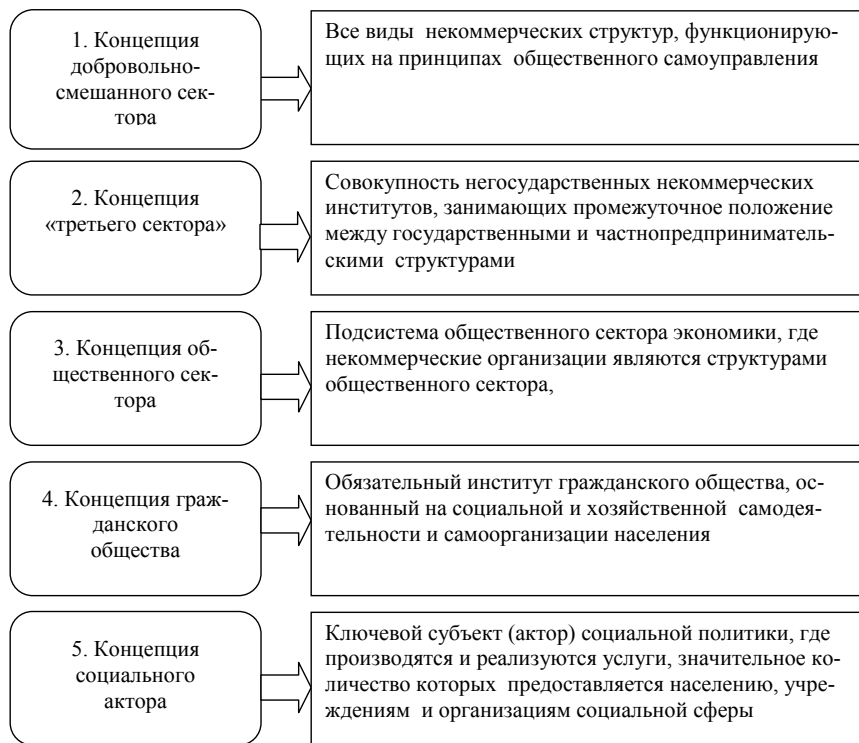 1. Концепция
добровольно-
смешанного сек-
тора
Все виды некоммерческих структур, функционирую-
щих на принципах общественного самоуправления
2. Концепция
«третьего сектора»
Совокупность негосударственных некоммерческих
институтов, занимающих промежуточное положение
между государственными и частнопредприниматель-
скими структурами
3. Концепция об-
щественного сек-
тора
Подсистема общественного сектора экономики, где
некоммерческие организации являются структурами
общественного сектора,
4. Концепция граж-
данского
общества
Обязательный институт гражданского общества, ос-
нованный на социальной и хозяйственной самодея-
тельности и самоорганизации населения
5. Концепция
социального
актора
Ключевой субъект (актор) социальной политики, где
производятся и реализуются услуги, значительное ко-
личество которых предоставляется населению, учре-
ждениям и организациям социальной сферы